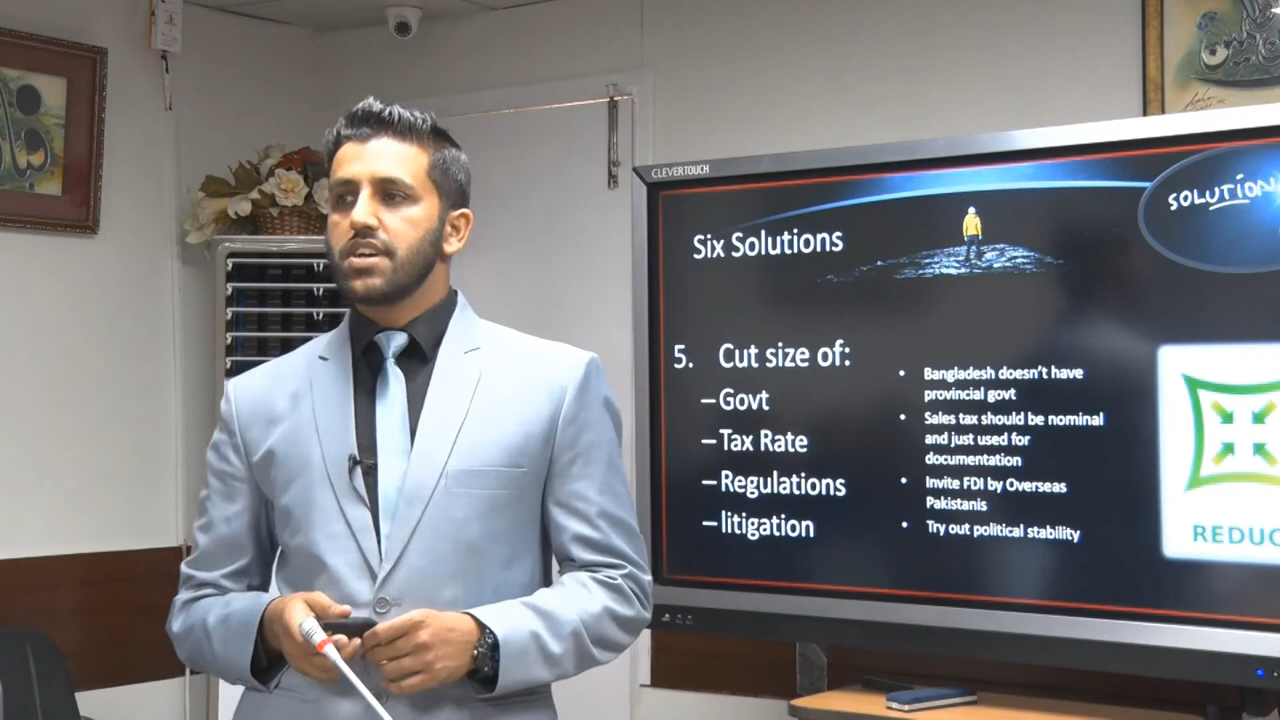 CLEVERTOUCH
SOLUTION
Six Solutions
5. Cut size of:
–Govt
–Tax Rate
–Regulations
–litigation
• Bangladesh doesn't have
provincial govt
• Sales tax should be nominal
and just used for
documentation
• Invite FDI by Overseas
Pakistanis
• Try out political stability
REDUC